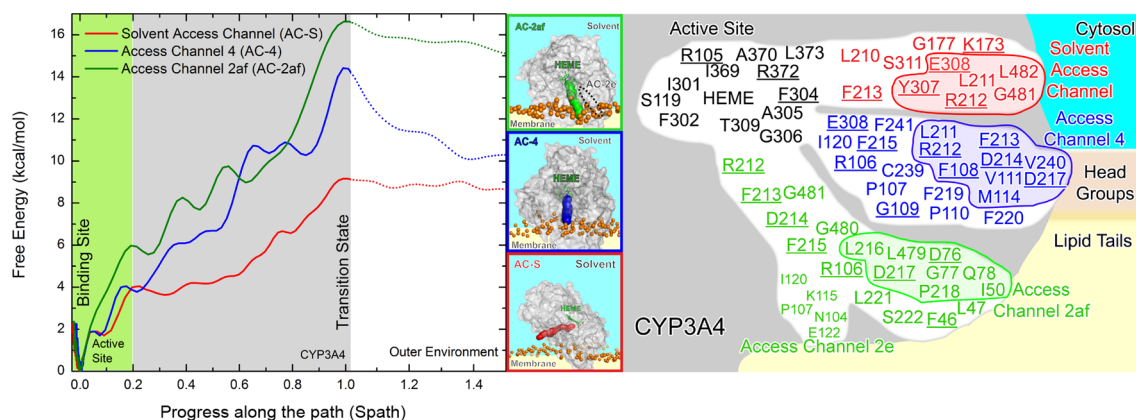 Free Energy (kcal/mol)
16
14
12
10
8
6
4
2
0
Solvent Access Channel (AC-S)
Access Channel 4 (AC-4)
Access Channel 2af (AC-2af)
Binding Site
Active
Site
Transition State
CYP3A4
Outer Environment
0.0 0.2 0.4 0.6 0.8 1.0 1.2 1.4
Progress along the path (Spath)
AC-2af
Solvent
HEME
AC-2e
Membrane
AC-4
Solvent
HEME
Membrane
AC-S
Solvent
HEME
Membrane
Active Site
R105 A370 L373
I369 R372
I301
S119 HEME F304
F302 A305
T309 G306
Cytosol
Solvent
Access
Channel
G177 K173
L210 S311 E308
L211 L482
F213 Y307 G481
R212
Access
Channel 4
E308 F241 L211 F213
I120 F215 R212 D214
R106 F108 V240
C239 V111 D217
P107 F219 M114
G109 P110 F220
Head
Groups
Lipid Tails
R212
F213 G481
D214 G480
F215 L216 L479 D76
R106 D217 G77 Q78
I120 P218 I50
K115 L221
P107 N104 S222 F46 L47
E122
Access
Channel 2af
CYP3A4
Access Channel 2e